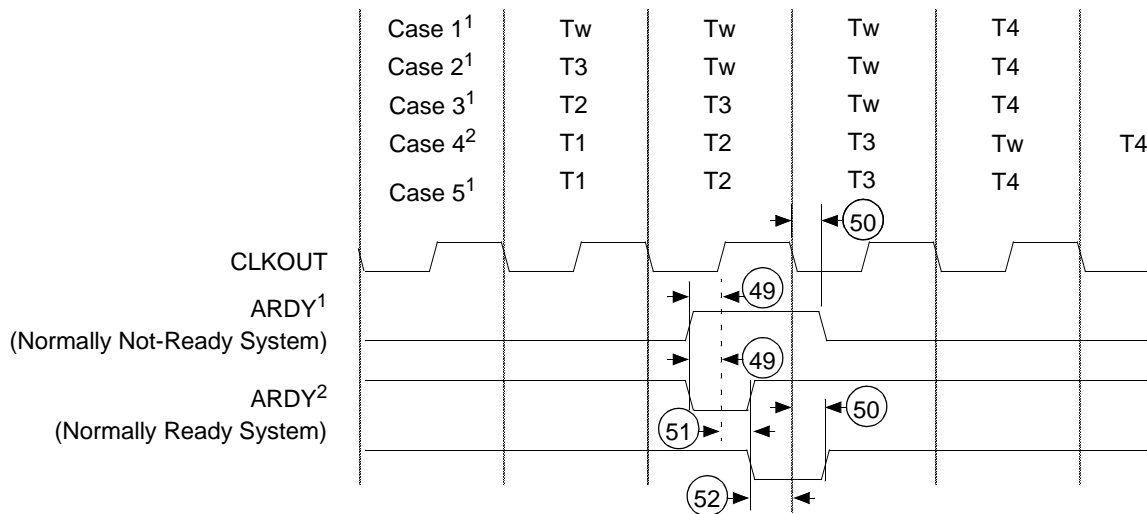 Case 1¹ Tw Tw Tw T4
Case 2¹ T3 Tw Tw T4
Case 3¹ T2 T3 Tw T4
Case 4² T1 T2 T3 Tw T4
Case 5¹ T1 T2 T3 T4
50
CLKOUT
49
ARDY¹
(Normally Not-Ready System)
49
ARDY²
50
(Normally Ready System)
51
52